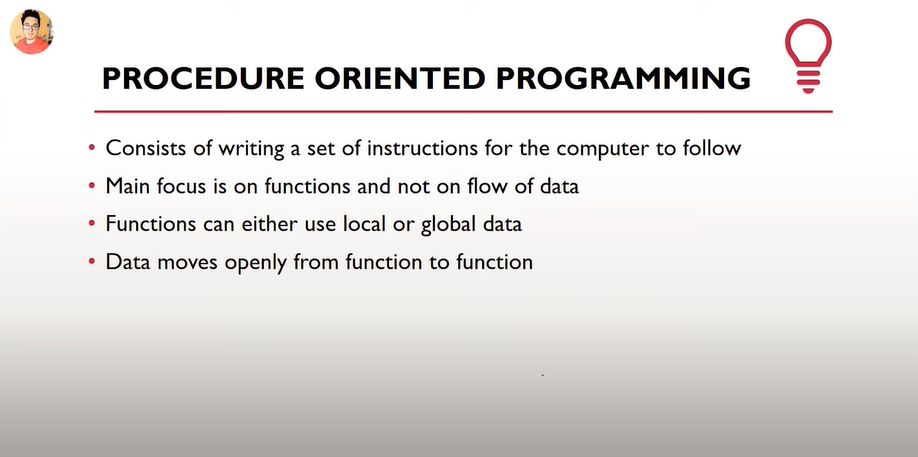 PROCEDURE ORIENTED PROGRAMMING
• Consists of writing a set of instructions for the computer to follow
• Main focus is on functions and not on flow of data
• Functions can either use local or global data
• Data moves openly from function to function